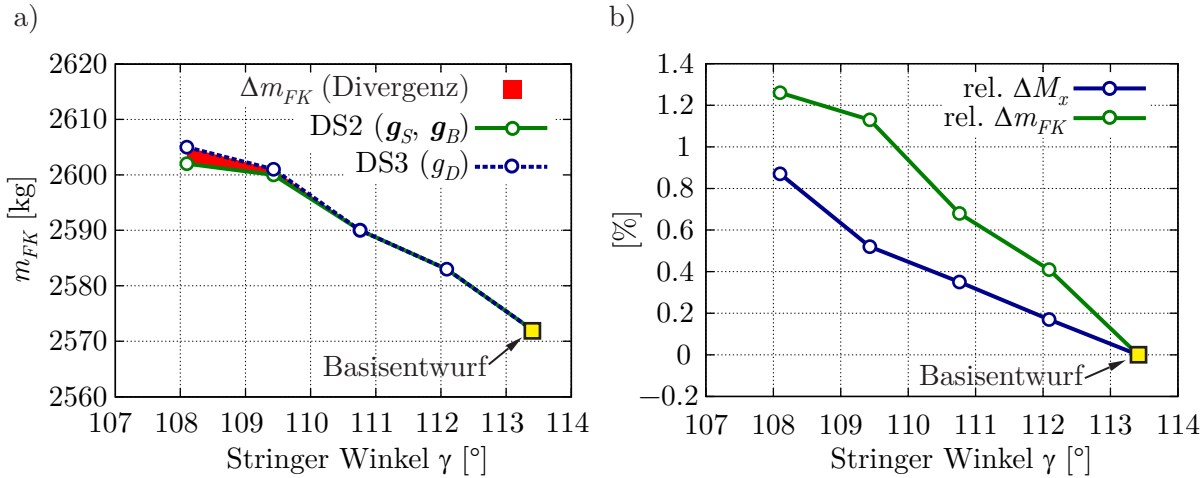 a)
2620
2610
2600
2590
2580
2570
2560
m_FK [kg]
Δm_FK (Divergenz)
DS2 (g_S, g_B)
DS3 (g_D)
Basisentwurf
107 108 109 110 111 112 113 114
Stringer Winkel γ [°]
b)
1.4
1.2
1
0.8
0.6
0.4
0.2
0
−0.2
[%]
rel. ΔM_x
rel. Δm_FK
Basisentwurf
107 108 109 110 111 112 113 114
Stringer Winkel γ [°]